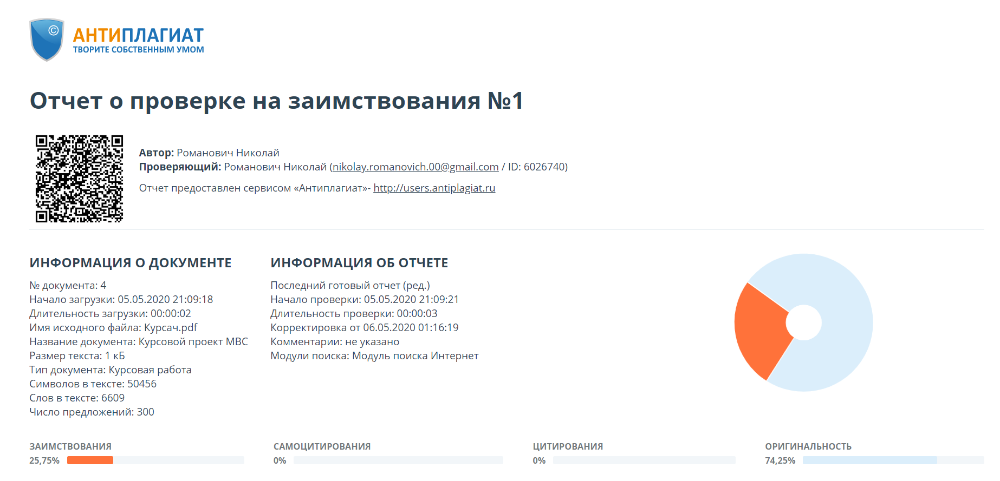 ©
АНТИПЛАГИАТ
ТВОРИТЕ СОБСТВЕННЫМ УМОМ
Отчет о проверке на заимствования №1
Автор: Романович Николай
Проверяющий: Романович Николай (nikolay.romanovich.00@gmail.com / ID: 6026740)
Отчет предоставлен сервисом «Антиплагиат»- http://users.antiplagiat.ru
ИНФОРМАЦИЯ О ДОКУМЕНТЕ
№ документа: 4
Начало загрузки: 05.05.2020 21:09:18
Длительность загрузки: 00:00:02
Имя исходного файла: Курсач.pdf
Название документа: Курсовой проект МВС
Размер текста: 1 кБ
Тип документа: Курсовая работа
Символов в тексте: 50456
Слов в тексте: 6609
Число предложений: 300
ИНФОРМАЦИЯ ОБ ОТЧЕТЕ
Последний готовый отчет (ред.)
Начало проверки: 05.05.2020 21:09:21
Длительность проверки: 00:00:03
Корректировка от 06.05.2020 01:16:19
Комментарии: не указано
Модули поиска: Модуль поиска Интернет
ЗАИМСТВОВАНИЯ
25,75%
САМОЦИТИРОВАНИЯ
0%
ЦИТИРОВАНИЯ
0%
ОРИГИНАЛЬНОСТЬ
74,25%